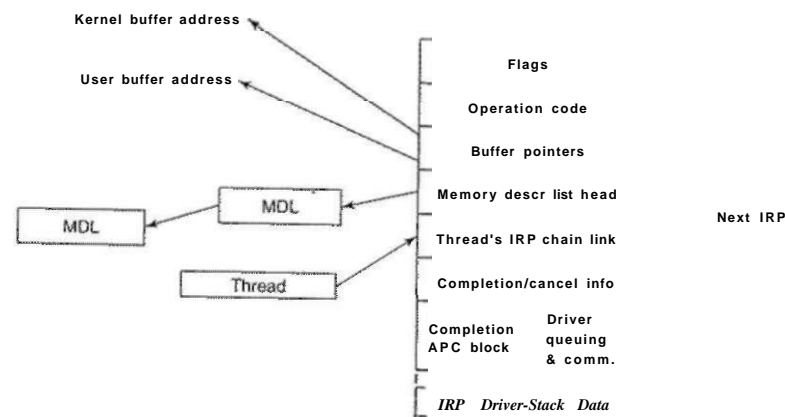 Kernel buffer address
User buffer address
Flags
Operation code
Buffer pointers
MDL
MDL
Memory descr list head
Thread's IRP chain link
Next IRP
Thread
Completion/cancel info
Completion
APC block
Driver
queuing
& comm.
IRP Driver-Stack Data